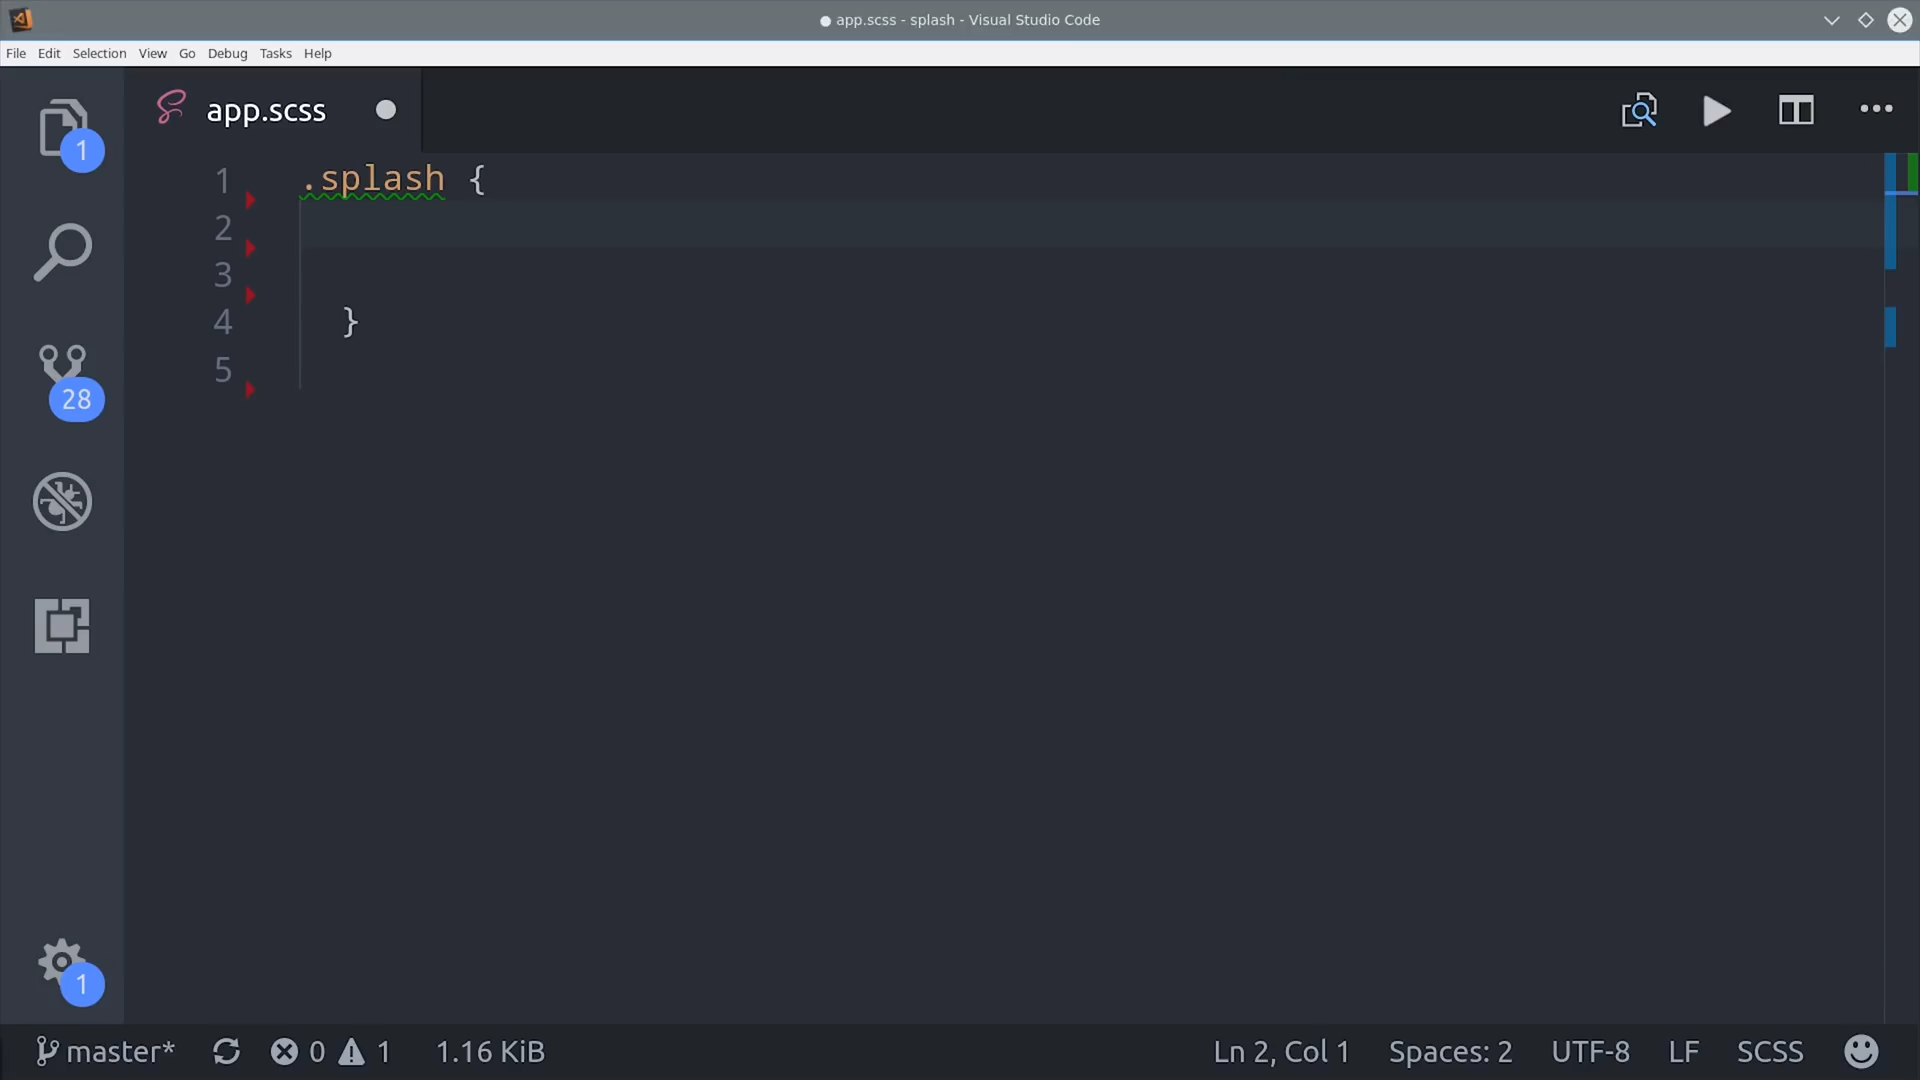 ● app.scss - splash - Visual Studio Code
File Edit Selection View Go Debug Tasks Help
1
app.scss
1 .splash {
2
3
4 }
5
28
1
master* 0 1 1.16 KiB Ln 2, Col 1 Spaces: 2 UTF-8 LF SCSS